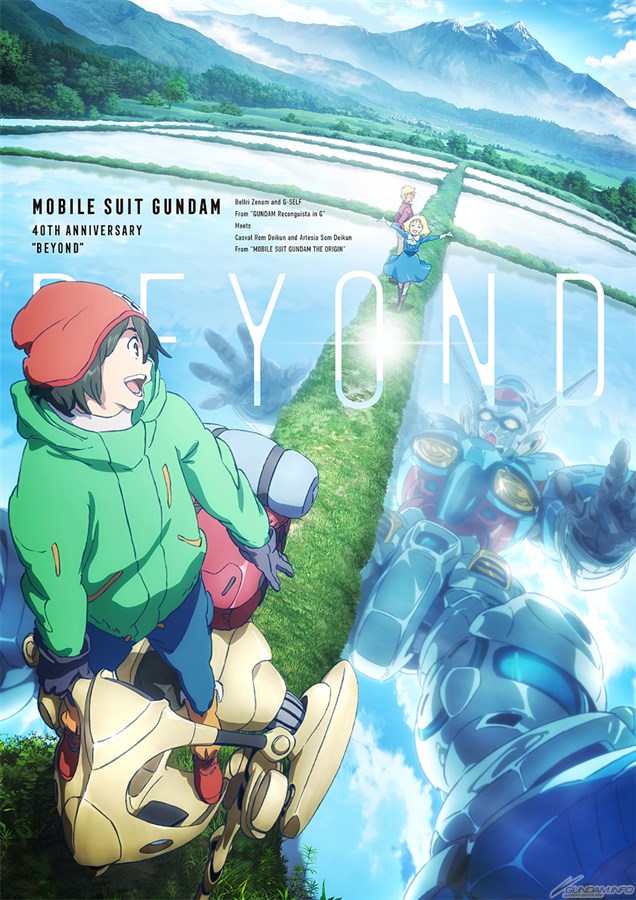 MOBILE SUIT GUNDAM
40TH ANNIVERSARY
"BEYOND"
Bellri Zenam and G-SELF
From "GUNDAM Reconguista in G"
Meets
Casval Rem Deikun and Artesia Som Deikun
From "MOBILE SUIT GUNDAM THE ORIGIN"
BEYOND
GUNDAM.INFO